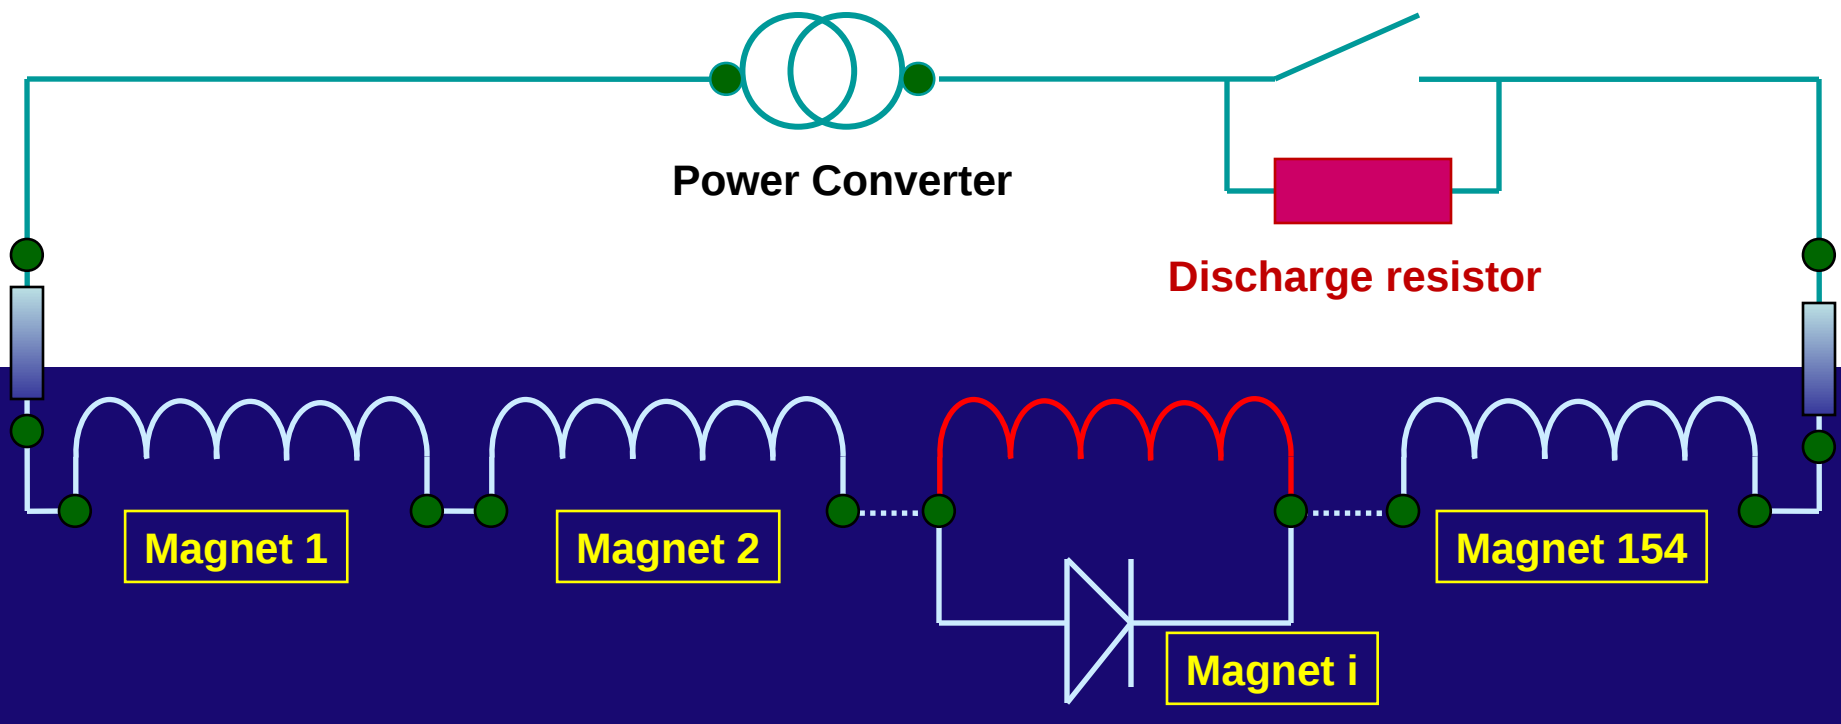 Power Converter
Discharge resistor
Magnet 1
Magnet 2
Magnet 154
Magnet i